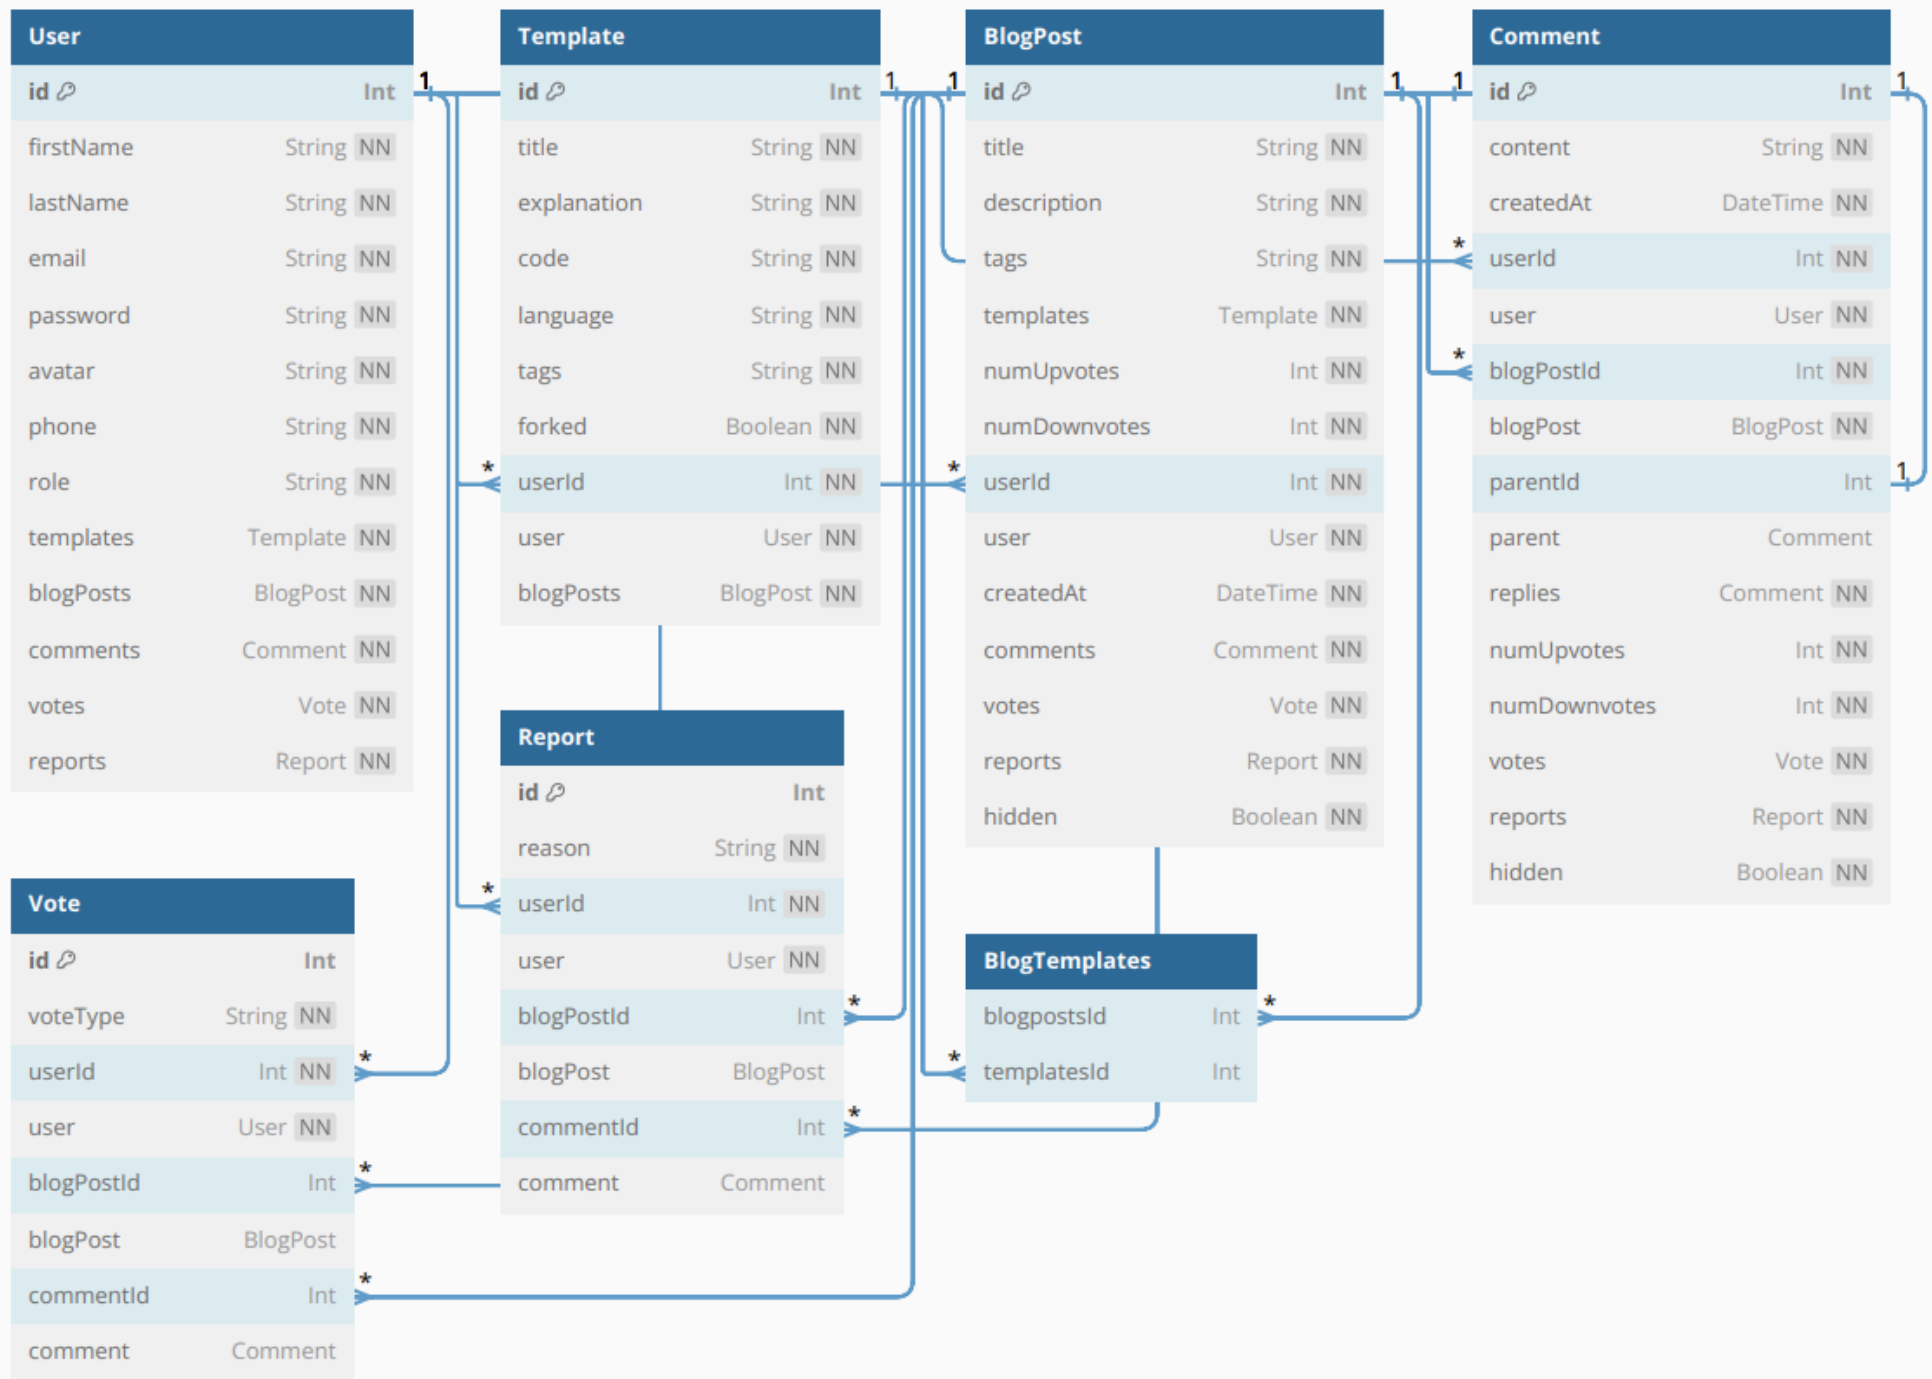 User
id Int
firstName String NN
lastName String NN
email String NN
password String NN
avatar String NN
phone String NN
role String NN
templates Template NN
blogPosts BlogPost NN
comments Comment NN
votes Vote NN
reports Report NN
1
Template
id Int
title String NN
explanation String NN
code String NN
language String NN
tags String NN
forked Boolean NN
* userId Int NN
user User NN
blogPosts BlogPost NN
1 1
BlogPost
id Int
title String NN
description String NN
tags String NN
templates Template NN
numUpvotes Int NN
numDownvotes Int NN
* userId Int NN
user User NN
createdAt DateTime NN
comments Comment NN
votes Vote NN
reports Report NN
hidden Boolean NN
1 1
Comment
id Int 1
content String NN
createdAt DateTime NN
* userId Int NN
user User NN
* blogPostId Int NN
blogPost BlogPost NN
parentId Int 1
parent Comment
replies Comment NN
numUpvotes Int NN
numDownvotes Int NN
votes Vote NN
reports Report NN
hidden Boolean NN
Report
id Int
reason String NN
* userId Int NN
user User NN
blogPostId Int *
blogPost BlogPost
commentId Int *
comment Comment
Vote
id Int
voteType String NN
userId Int NN *
user User NN
blogPostId Int *
blogPost BlogPost
commentId Int *
comment Comment
BlogTemplates
blogpostsId Int *
* templatesId Int